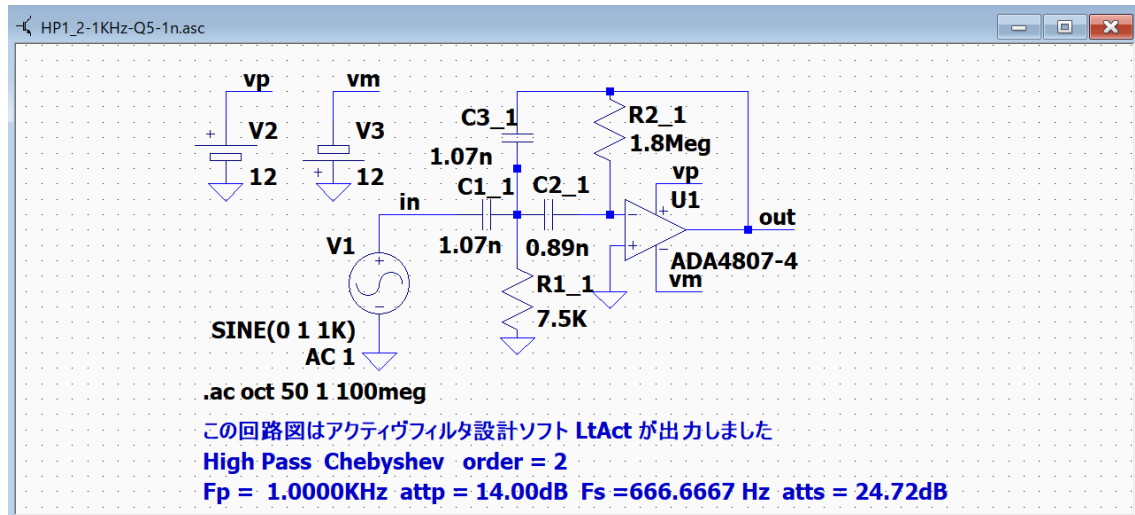 HP1_2-1KHz-Q5-1n.asc
vp
vm
V2
V3
12
12
C3_1
1.07n
R2_1
1.8Meg
vp
U1
in
C1_1
C2_1
out
V1
1.07n
0.89n
ADA4807-4
vm
R1_1
7.5K
SINE(0 1 1K)
AC 1
.ac oct 50 1 100meg
この回路図はアクティヴフィルタ設計ソフト LtAct が出力しました
High Pass Chebyshev order = 2
Fp = 1.0000KHz attp = 14.00dB Fs =666.6667 Hz atts = 24.72dB